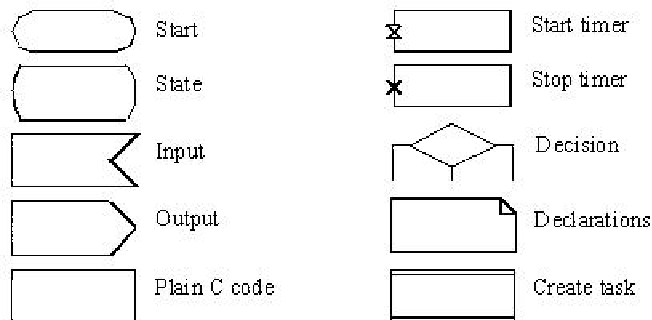 Start
State
Input
Output
Plain C code
Start timer
Stop timer
Decision
Declarations
Create task